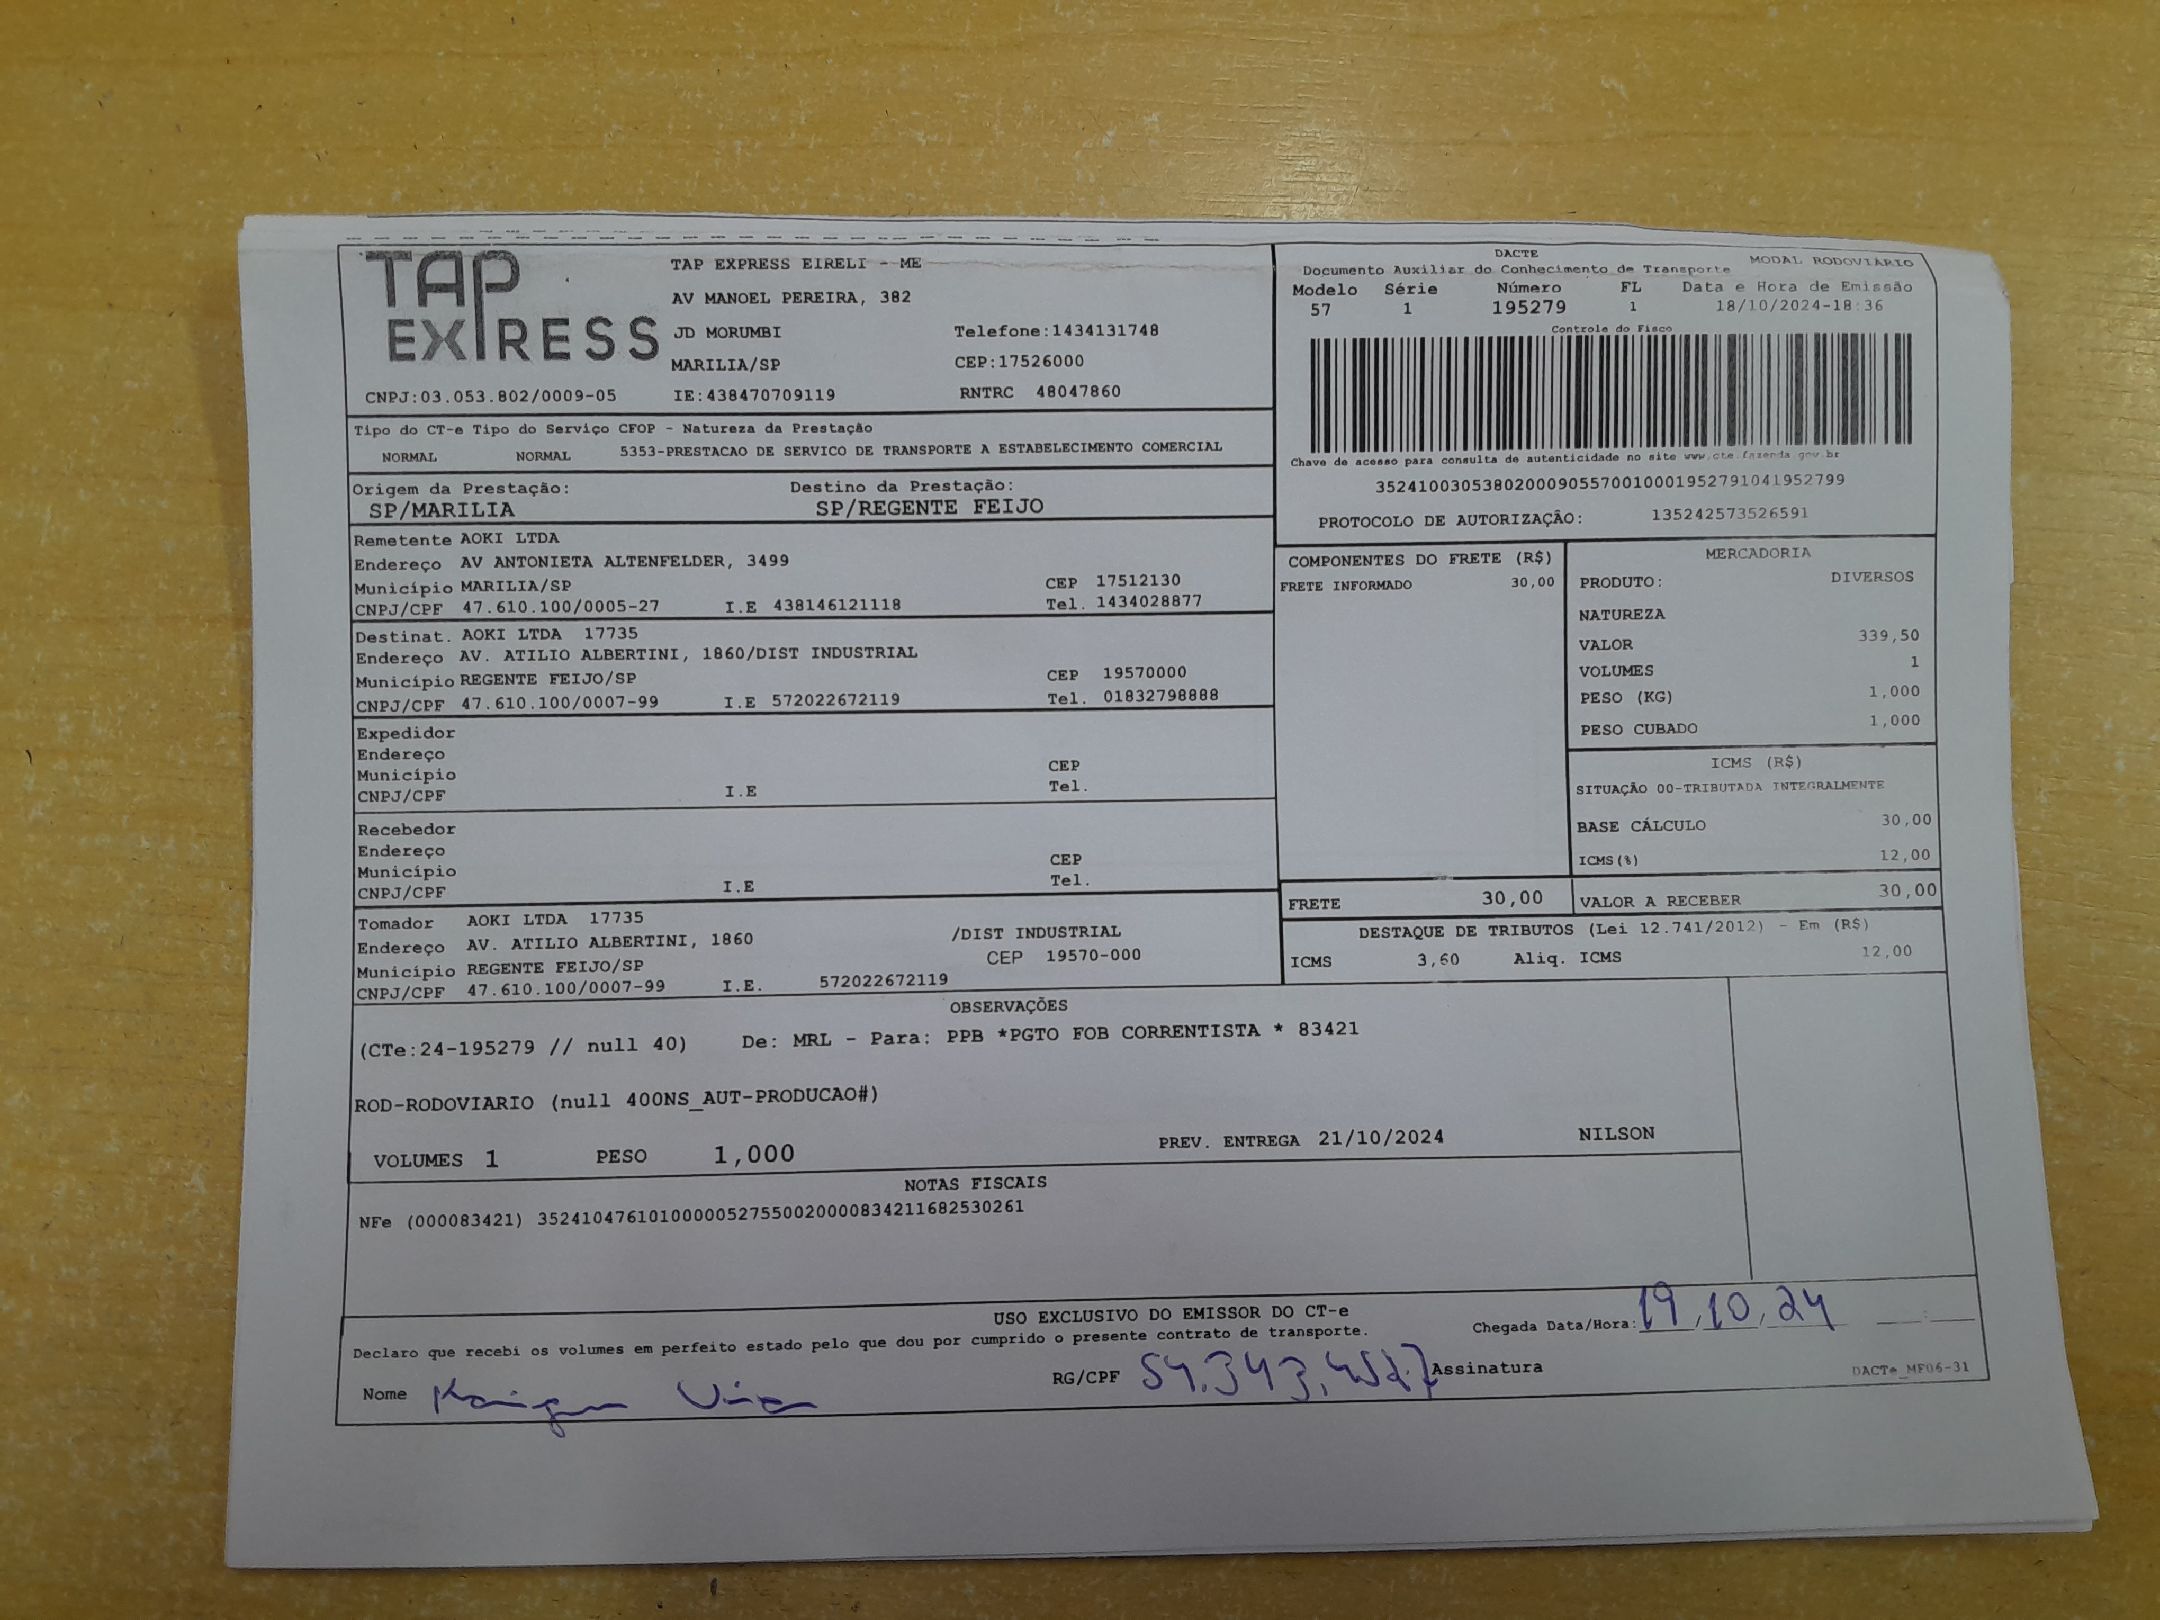 TAP
EXPRESS
TAP EXPRESS EIRELI - ME
AV MANOEL PEREIRA, 382
JD MORUMBI Telefone:1434131748
MARILIA/SP CEP:17526000
CNPJ:03.053.802/0009-05 IE:438470709119 RNTRC 48047860
DACTE
Documento Auxiliar do Conhecimento de Transporte MODAL RODOVIÁRIO
Modelo Série Número FL Data e Hora de Emissão
57 1 195279 1 18/10/2024-18:36
Controle do Fisco
Chave de acesso para consulta de autenticidade no site www.cte.fazenda.gov.br
35241003053802000905570010001952791041952799
PROTOCOLO DE AUTORIZAÇÃO: 135242573526591
Tipo do CT-e Tipo do Serviço CFOP - Natureza da Prestação
NORMAL NORMAL 5353-PRESTACAO DE SERVICO DE TRANSPORTE A ESTABELECIMENTO COMERCIAL
Origem da Prestação: Destino da Prestação:
SP/MARILIA SP/REGENTE FEIJO
Remetente AOKI LTDA
Endereço AV ANTONIETA ALTENFELDER, 3499
Município MARILIA/SP CEP 17512130
CNPJ/CPF 47.610.100/0005-27 I.E 438146121118 Tel. 1434028877
Destinat. AOKI LTDA 17735
Endereço AV. ATILIO ALBERTINI, 1860/DIST INDUSTRIAL
Município REGENTE FEIJO/SP CEP 19570000
CNPJ/CPF 47.610.100/0007-99 I.E 572022672119 Tel. 01832798888
Expedidor
Endereço
Município CEP
CNPJ/CPF I.E Tel.
Recebedor
Endereço
Município CEP
CNPJ/CPF I.E Tel.
Tomador AOKI LTDA 17735
Endereço AV. ATILIO ALBERTINI, 1860 /DIST INDUSTRIAL
Município REGENTE FEIJO/SP CEP 19570-000
CNPJ/CPF 47.610.100/0007-99 I.E. 572022672119
COMPONENTES DO FRETE (R$)
FRETE INFORMADO 30,00
MERCADORIA
PRODUTO: DIVERSOS
NATUREZA
VALOR 339,50
VOLUMES 1
PESO (KG) 1,000
PESO CUBADO 1,000
ICMS (R$)
SITUAÇÃO 00-TRIBUTADA INTEGRALMENTE
BASE CÁLCULO 30,00
ICMS(%) 12,00
FRETE 30,00 VALOR A RECEBER 30,00
DESTAQUE DE TRIBUTOS (Lei 12.741/2012) - Em (R$)
ICMS 3,60 Aliq. ICMS 12,00
OBSERVAÇÕES
(CTe:24-195279 // null 40) De: MRL - Para: PPB *PGTO FOB CORRENTISTA * 83421
ROD-RODOVIARIO (null 400NS_AUT-PRODUCAO#)
VOLUMES 1 PESO 1,000 PREV. ENTREGA 21/10/2024 NILSON
NOTAS FISCAIS
NFe (000083421) 35241047610100000527550020000834211682530261
USO EXCLUSIVO DO EMISSOR DO CT-e
Declaro que recebi os volumes em perfeito estado pelo que dou por cumprido o presente contrato de transporte.
Chegada Data/Hora: 19,10,24
Nome RG/CPF Assinatura
DACTe_MF06-31